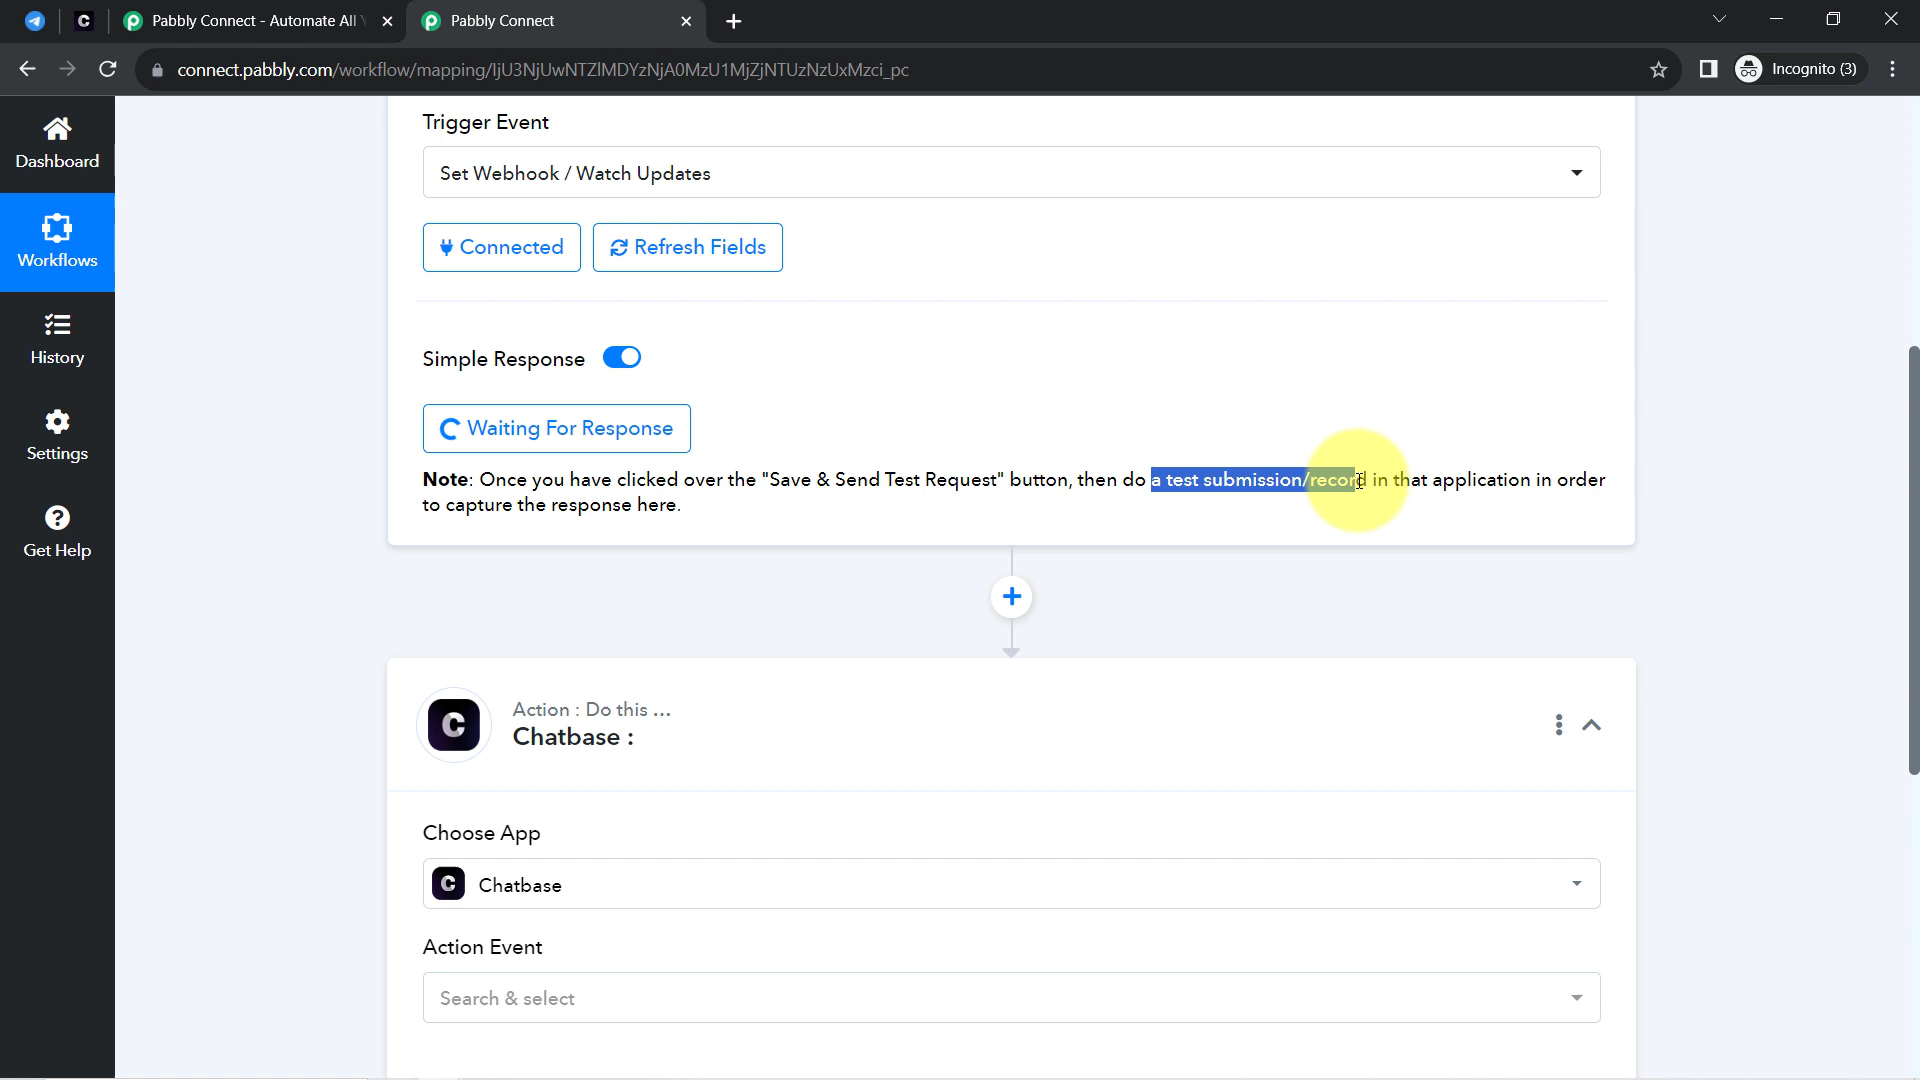 Pabbly Connect - Automate All
Pabbly Connect
connect.pabbly.com/workflow/mapping/IjU3NjUwNTZlMDYzNjA0MzU1MjZjNTUzNzUxMzci_pc
Incognito (3)
Dashboard
Workflows
History
Settings
Get Help
Trigger Event
Set Webhook / Watch Updates
Connected
Refresh Fields
Simple Response
Waiting For Response
Note: Once you have clicked over the "Save & Send Test Request" button, then do a test submission/record in that application in order
to capture the response here.
+
C
Action : Do this ...
Chatbase :
Choose App
C Chatbase
Action Event
Search & select